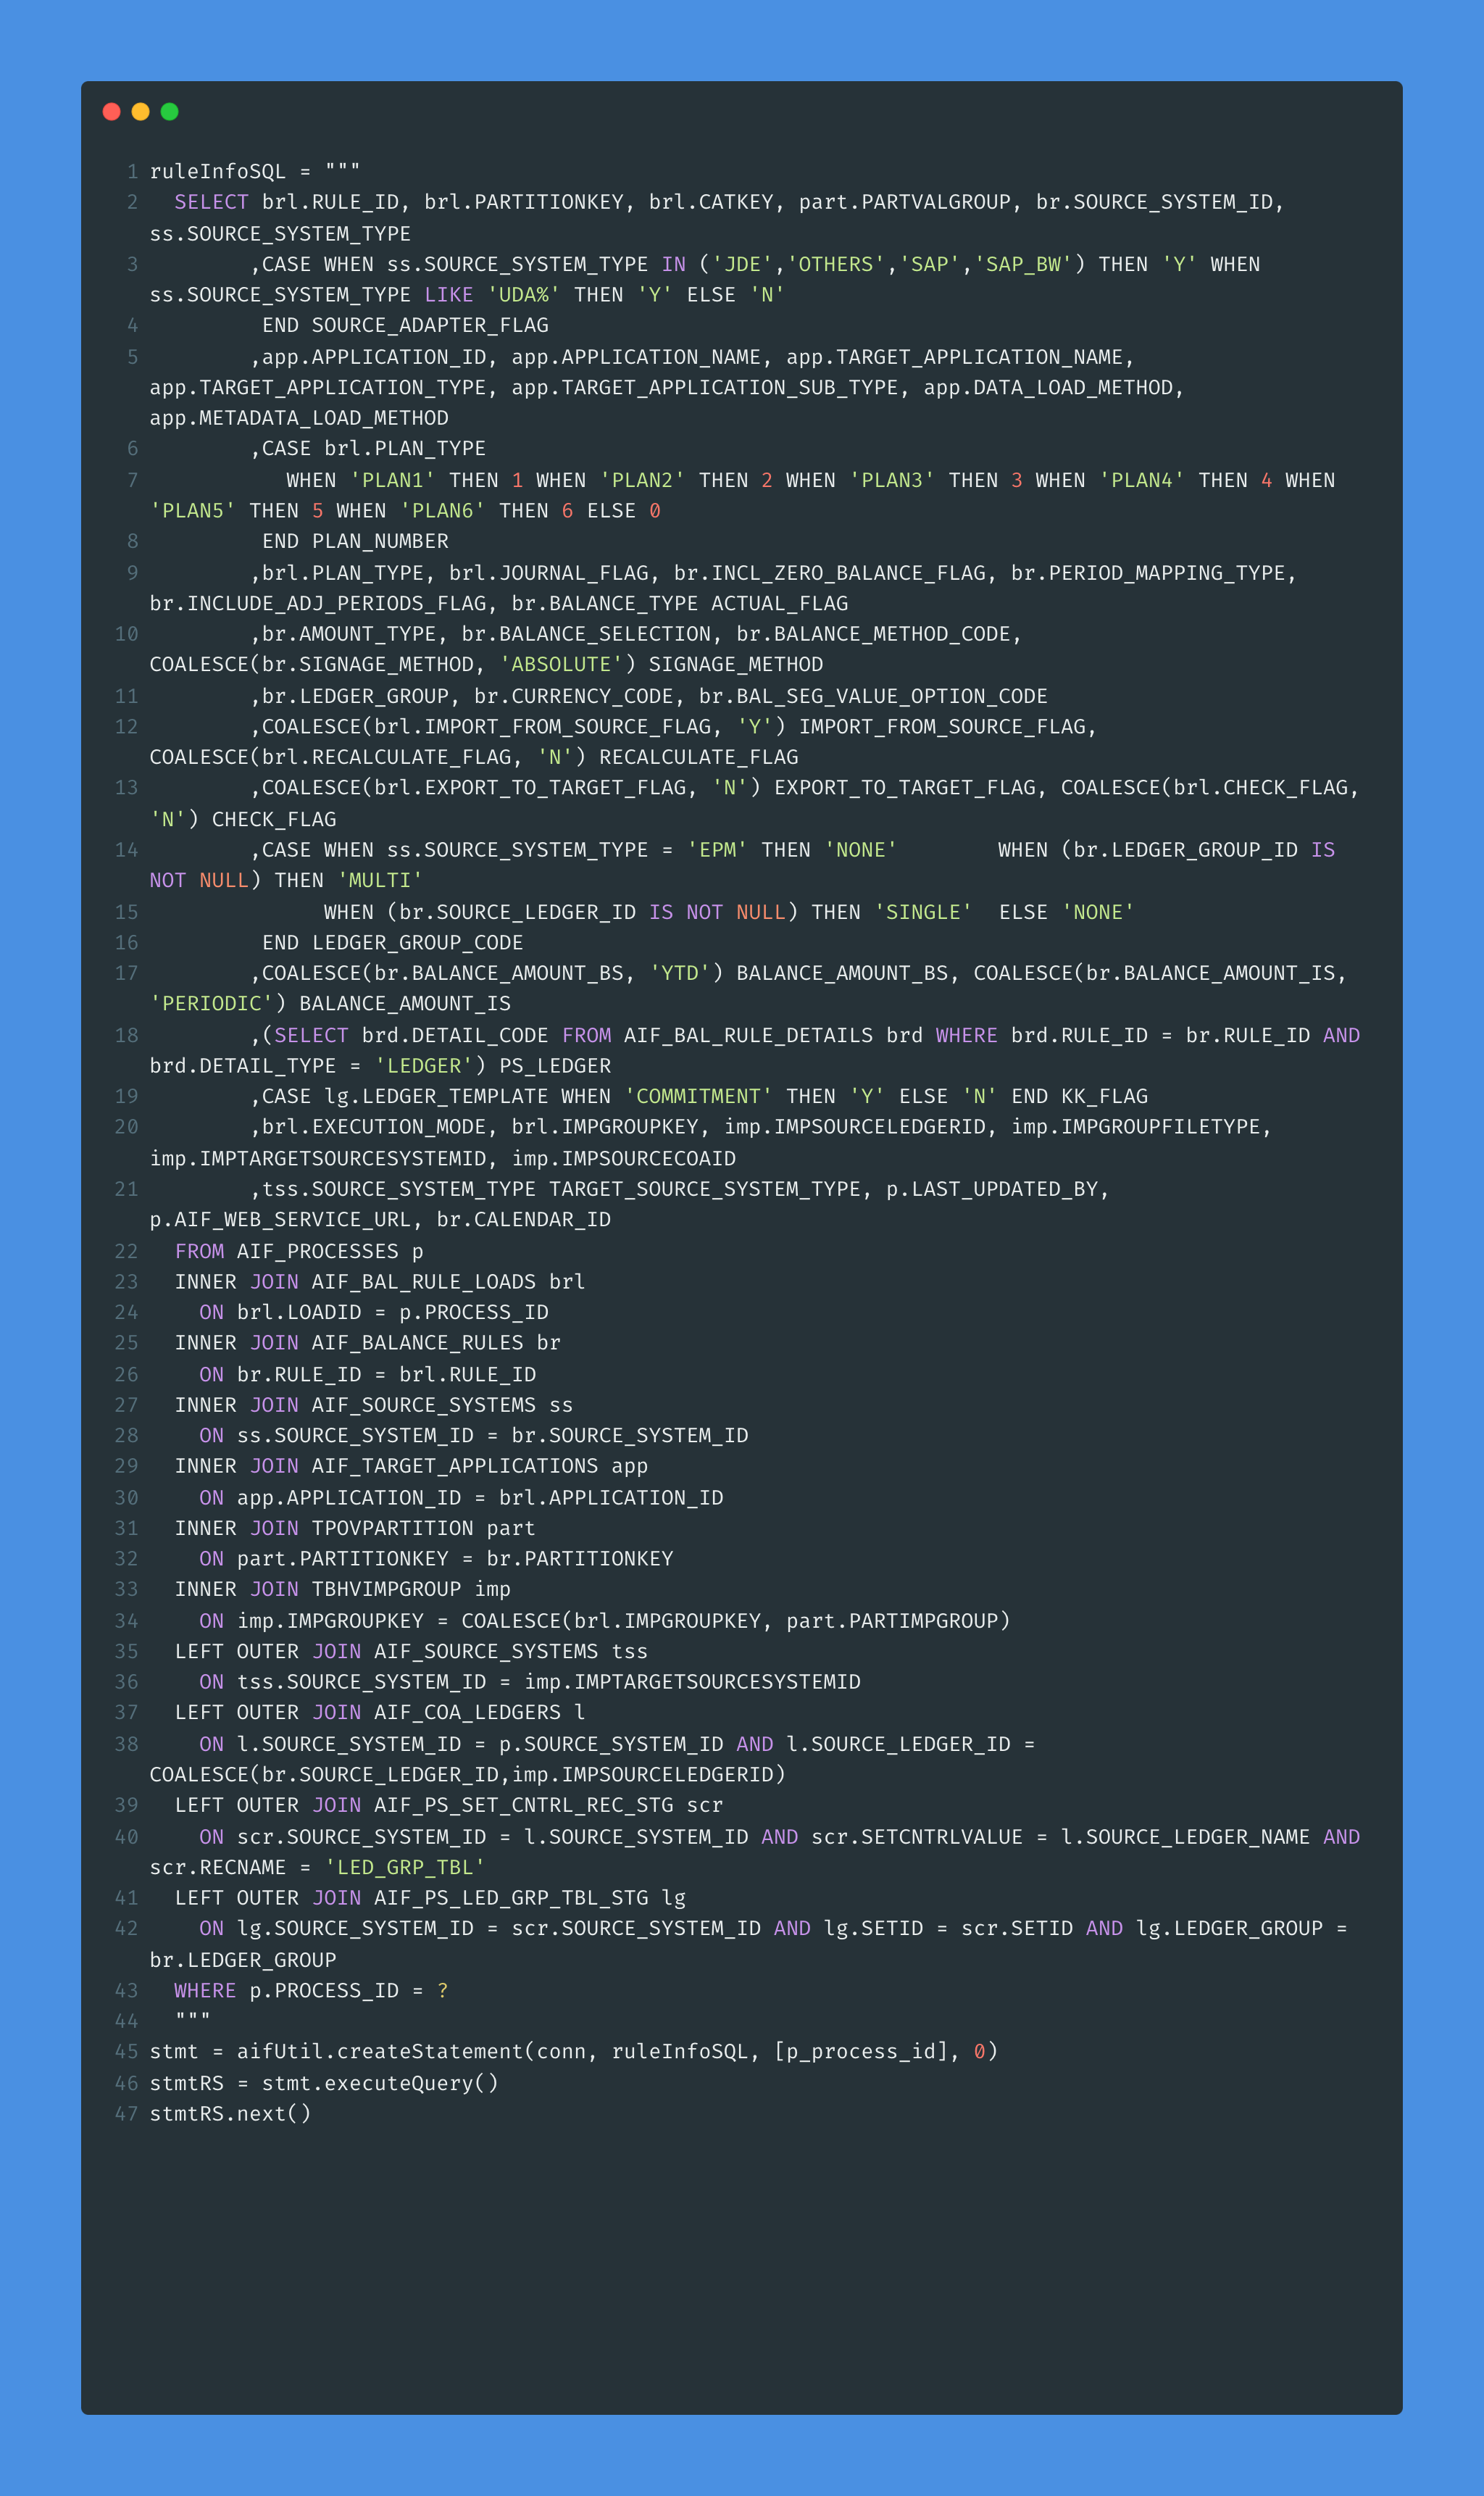 1 ruleInfoSQL = """
2   SELECT brl.RULE_ID, brl.PARTITIONKEY, brl.CATKEY, part.PARTVALGROUP, br.SOURCE_SYSTEM_ID,
ss.SOURCE_SYSTEM_TYPE
3         ,CASE WHEN ss.SOURCE_SYSTEM_TYPE IN ('JDE','OTHERS','SAP','SAP_BW') THEN 'Y' WHEN
ss.SOURCE_SYSTEM_TYPE LIKE 'UDA%' THEN 'Y' ELSE 'N'
4          END SOURCE_ADAPTER_FLAG
5         ,app.APPLICATION_ID, app.APPLICATION_NAME, app.TARGET_APPLICATION_NAME,
app.TARGET_APPLICATION_TYPE, app.TARGET_APPLICATION_SUB_TYPE, app.DATA_LOAD_METHOD,
app.METADATA_LOAD_METHOD
6         ,CASE brl.PLAN_TYPE
7            WHEN 'PLAN1' THEN 1 WHEN 'PLAN2' THEN 2 WHEN 'PLAN3' THEN 3 WHEN 'PLAN4' THEN 4 WHEN
'PLAN5' THEN 5 WHEN 'PLAN6' THEN 6 ELSE 0
8          END PLAN_NUMBER
9         ,brl.PLAN_TYPE, brl.JOURNAL_FLAG, br.INCL_ZERO_BALANCE_FLAG, br.PERIOD_MAPPING_TYPE,
br.INCLUDE_ADJ_PERIODS_FLAG, br.BALANCE_TYPE ACTUAL_FLAG
10         ,br.AMOUNT_TYPE, br.BALANCE_SELECTION, br.BALANCE_METHOD_CODE,
COALESCE(br.SIGNAGE_METHOD, 'ABSOLUTE') SIGNAGE_METHOD
11         ,br.LEDGER_GROUP, br.CURRENCY_CODE, br.BAL_SEG_VALUE_OPTION_CODE
12         ,COALESCE(brl.IMPORT_FROM_SOURCE_FLAG, 'Y') IMPORT_FROM_SOURCE_FLAG,
COALESCE(brl.RECALCULATE_FLAG, 'N') RECALCULATE_FLAG
13         ,COALESCE(brl.EXPORT_TO_TARGET_FLAG, 'N') EXPORT_TO_TARGET_FLAG, COALESCE(brl.CHECK_FLAG,
'N') CHECK_FLAG
14         ,CASE WHEN ss.SOURCE_SYSTEM_TYPE = 'EPM' THEN 'NONE'        WHEN (br.LEDGER_GROUP_ID IS
NOT NULL) THEN 'MULTI'
15               WHEN (br.SOURCE_LEDGER_ID IS NOT NULL) THEN 'SINGLE'  ELSE 'NONE'
16          END LEDGER_GROUP_CODE
17         ,COALESCE(br.BALANCE_AMOUNT_BS, 'YTD') BALANCE_AMOUNT_BS, COALESCE(br.BALANCE_AMOUNT_IS,
'PERIODIC') BALANCE_AMOUNT_IS
18         ,(SELECT brd.DETAIL_CODE FROM AIF_BAL_RULE_DETAILS brd WHERE brd.RULE_ID = br.RULE_ID AND
brd.DETAIL_TYPE = 'LEDGER') PS_LEDGER
19         ,CASE lg.LEDGER_TEMPLATE WHEN 'COMMITMENT' THEN 'Y' ELSE 'N' END KK_FLAG
20         ,brl.EXECUTION_MODE, brl.IMPGROUPKEY, imp.IMPSOURCELEDGERID, imp.IMPGROUPFILETYPE,
imp.IMPTARGETSOURCESYSTEMID, imp.IMPSOURCECOAID
21         ,tss.SOURCE_SYSTEM_TYPE TARGET_SOURCE_SYSTEM_TYPE, p.LAST_UPDATED_BY,
p.AIF_WEB_SERVICE_URL, br.CALENDAR_ID
22   FROM AIF_PROCESSES p
23   INNER JOIN AIF_BAL_RULE_LOADS brl
24     ON brl.LOADID = p.PROCESS_ID
25   INNER JOIN AIF_BALANCE_RULES br
26     ON br.RULE_ID = brl.RULE_ID
27   INNER JOIN AIF_SOURCE_SYSTEMS ss
28     ON ss.SOURCE_SYSTEM_ID = br.SOURCE_SYSTEM_ID
29   INNER JOIN AIF_TARGET_APPLICATIONS app
30     ON app.APPLICATION_ID = brl.APPLICATION_ID
31   INNER JOIN TPOVPARTITION part
32     ON part.PARTITIONKEY = br.PARTITIONKEY
33   INNER JOIN TBHVIMPGROUP imp
34     ON imp.IMPGROUPKEY = COALESCE(brl.IMPGROUPKEY, part.PARTIMPGROUP)
35   LEFT OUTER JOIN AIF_SOURCE_SYSTEMS tss
36     ON tss.SOURCE_SYSTEM_ID = imp.IMPTARGETSOURCESYSTEMID
37   LEFT OUTER JOIN AIF_COA_LEDGERS l
38     ON l.SOURCE_SYSTEM_ID = p.SOURCE_SYSTEM_ID AND l.SOURCE_LEDGER_ID =
COALESCE(br.SOURCE_LEDGER_ID,imp.IMPSOURCELEDGERID)
39   LEFT OUTER JOIN AIF_PS_SET_CNTRL_REC_STG scr
40     ON scr.SOURCE_SYSTEM_ID = l.SOURCE_SYSTEM_ID AND scr.SETCNTRLVALUE = l.SOURCE_LEDGER_NAME AND
scr.RECNAME = 'LED_GRP_TBL'
41   LEFT OUTER JOIN AIF_PS_LED_GRP_TBL_STG lg
42     ON lg.SOURCE_SYSTEM_ID = scr.SOURCE_SYSTEM_ID AND lg.SETID = scr.SETID AND lg.LEDGER_GROUP =
br.LEDGER_GROUP
43   WHERE p.PROCESS_ID = ?
44   """
45 stmt = aifUtil.createStatement(conn, ruleInfoSQL, [p_process_id], 0)
46 stmtRS = stmt.executeQuery()
47 stmtRS.next()